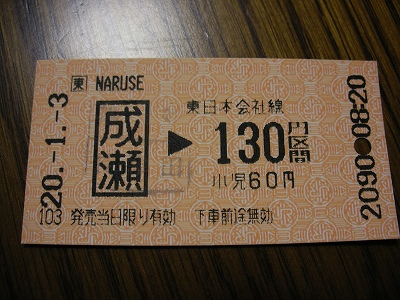 東 NARUSE
成瀬
東日本会社線
▶ 130円区間
小児60円
103 発売当日限り有効 下車前途無効
20.-1.-3
2090 08-20